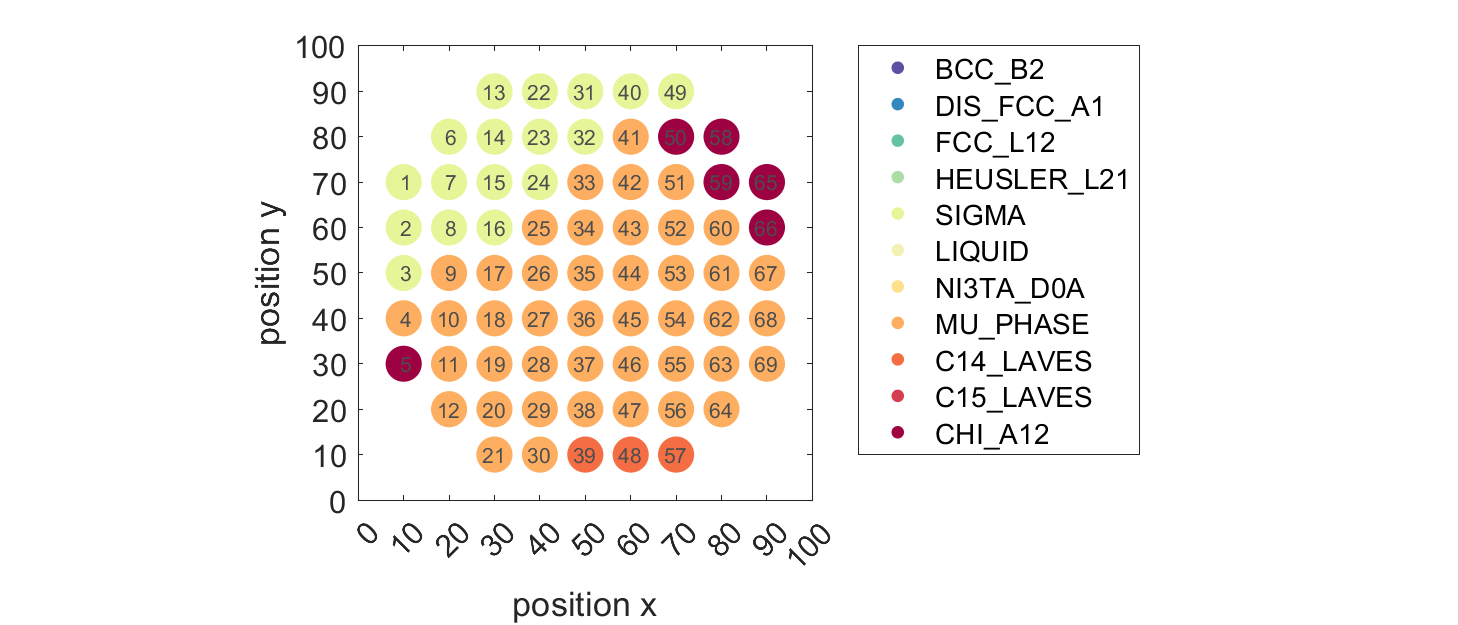 100
90
80
70
60
50
40
30
20
10
0
position y
13 22 31 40 49
6 14 23 32 41 50 58
1 7 15 24 33 42 51 59 65
2 8 16 25 34 43 52 60 66
3 9 17 26 35 44 53 61 67
4 10 18 27 36 45 54 62 68
5 11 19 28 37 46 55 63 69
12 20 29 38 47 56 64
21 30 39 48 57
0 10 20 30 40 50 60 70 80 90 100
position x
BCC_B2
DIS_FCC_A1
FCC_L12
HEUSLER_L21
SIGMA
LIQUID
NI3TA_D0A
MU_PHASE
C14_LAVES
C15_LAVES
CHI_A12